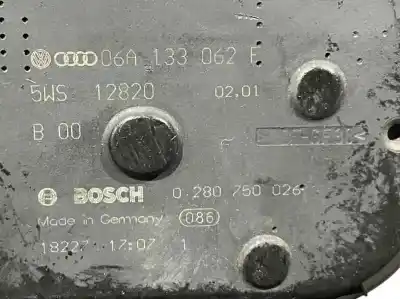 06A 133 062
5WS 12820 02.01
B 00
BOSCH 0 280 750 026
Made in Germany 086
18227 17:07 1